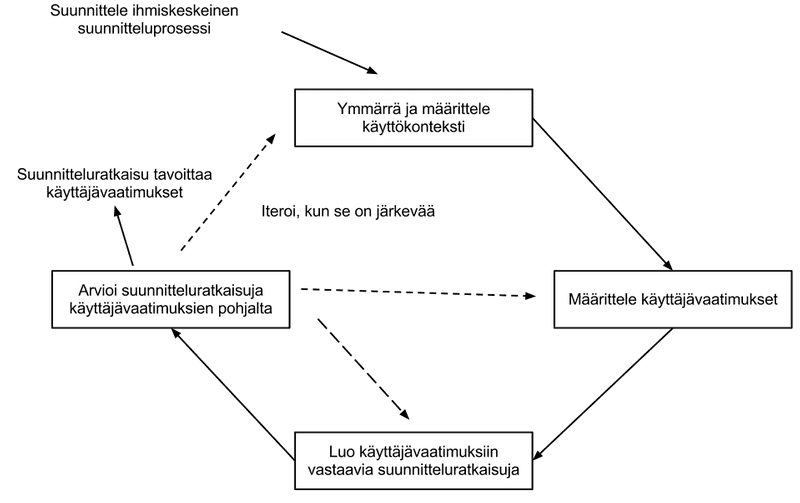 Suunnittele ihmiskeskeinen
suunnitteluprosessi
Ymmärrä ja määrittele
käyttökonteksti
Suunnitteluratkaisu tavoittaa
käyttäjävaatimukset
Iteroi, kun se on järkevää
Arvioi suunnitteluratkaisuja
käyttäjävaatimuksien pohjalta
Määrittele käyttäjävaatimukset
Luo käyttäjävaatimuksiin
vastaavia suunnitteluratkaisuja